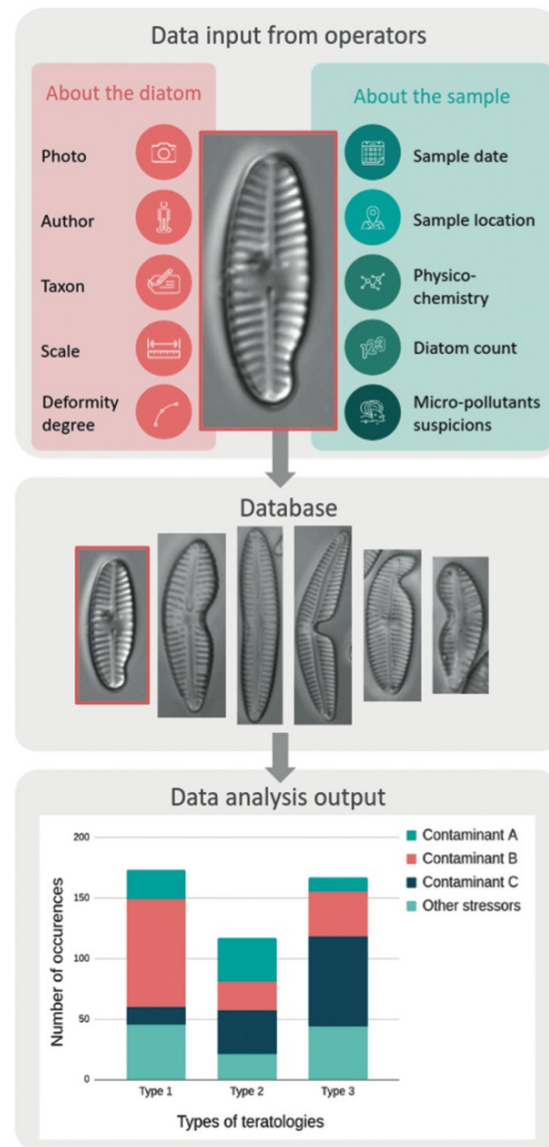 Data input from operators
About the diatom
Photo
Author
Taxon
Scale
Deformity
degree
About the sample
Sample date
Sample location
Physico-
chemistry
123
Diatom count
Micro-pollutants
suspicions
Database
Data analysis output
Number of occurences
200
150
100
50
0
Contaminant A
Contaminant B
Contaminant C
Other stressors
Type 1
Type 2
Type 3
Types of teratologies